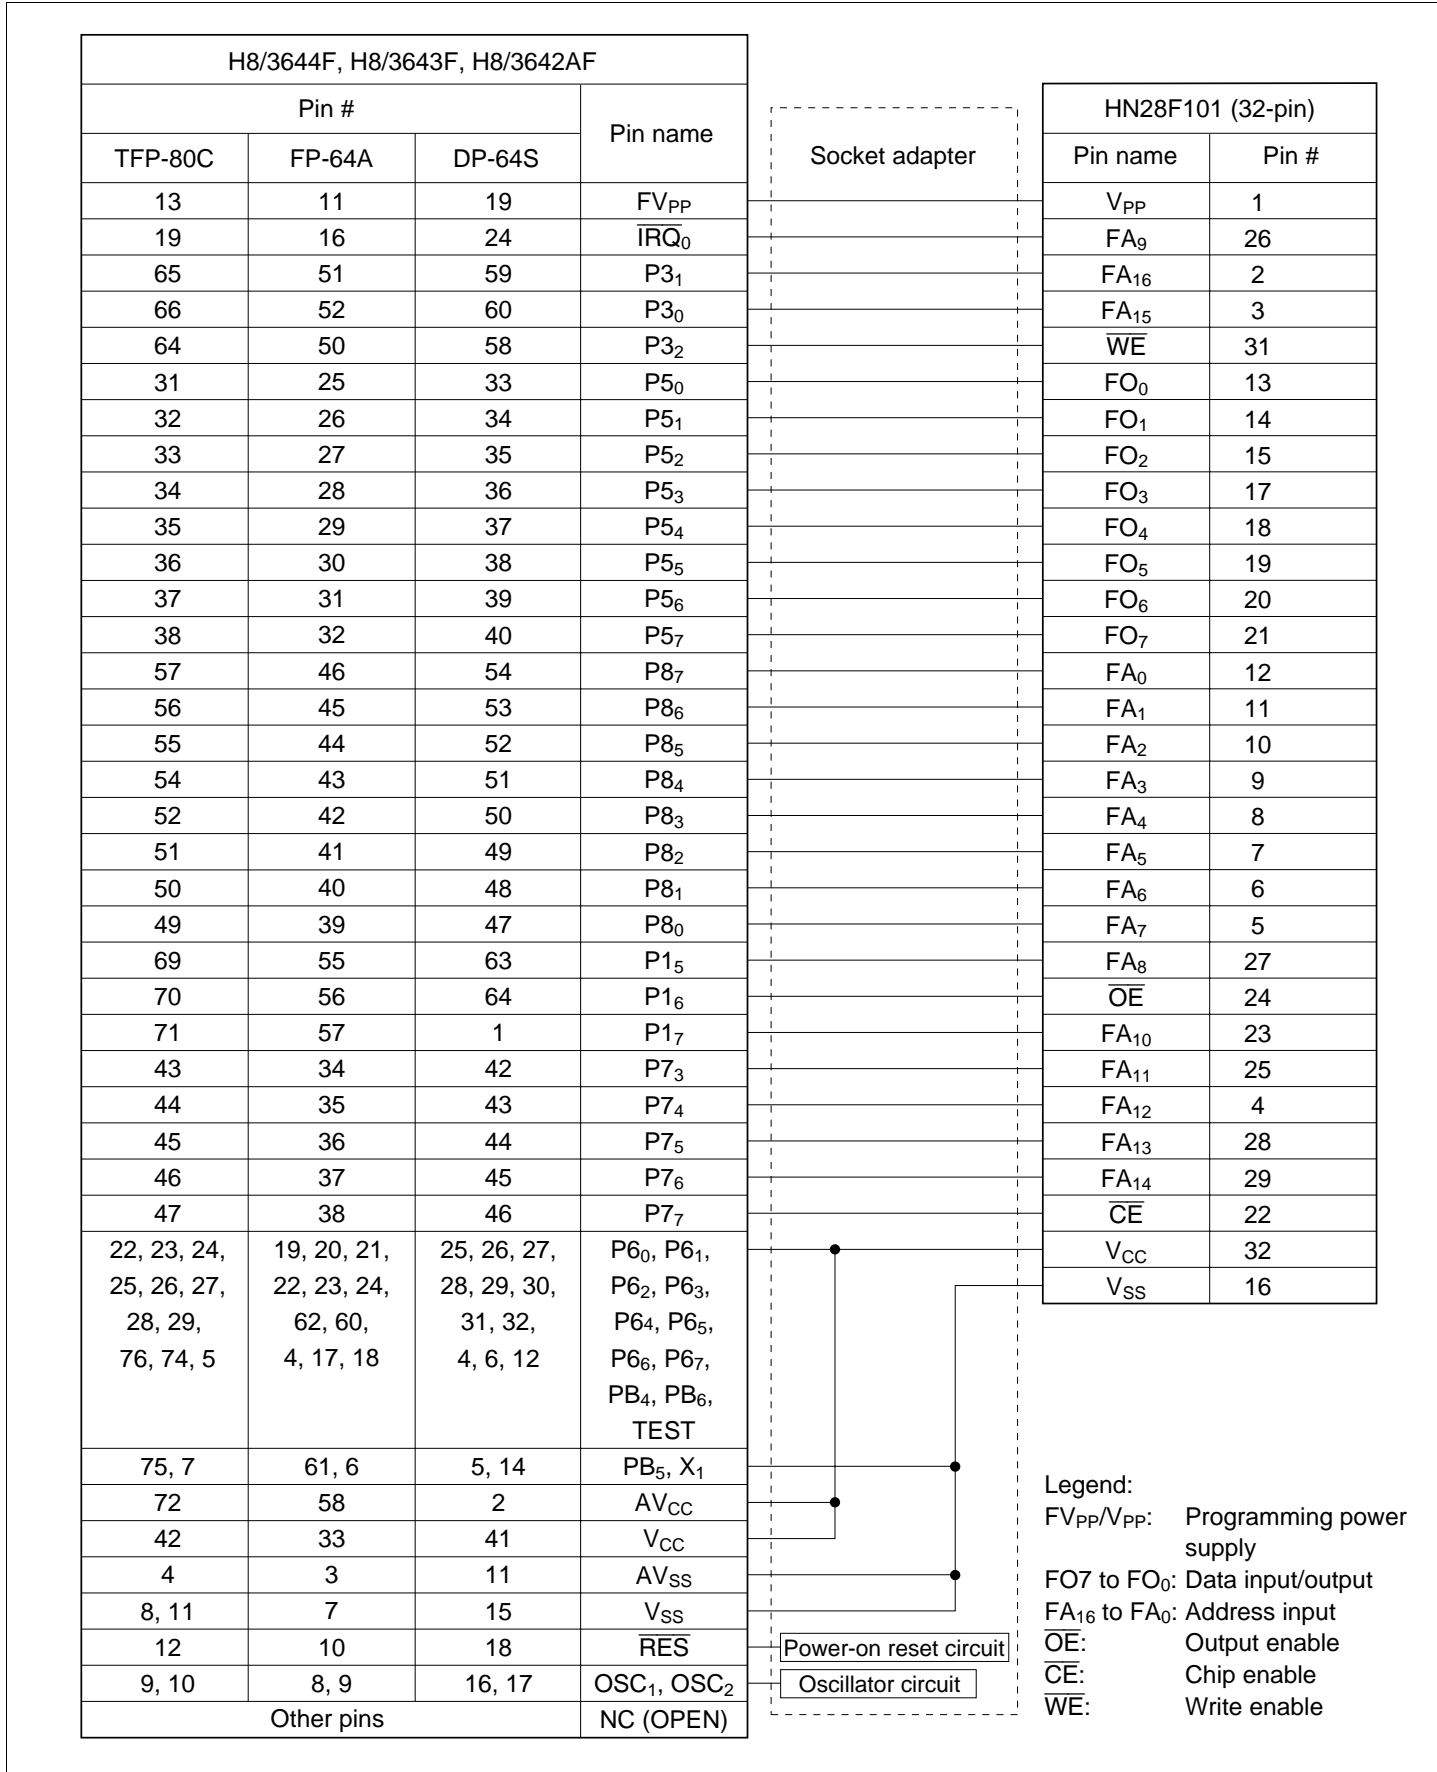 H8/3644F, H8/3643F, H8/3642AF
Pin #
Pin name
TFP-80C FP-64A DP-64S
Socket adapter
HN28F101 (32-pin)
Pin name Pin #
13 11 19 FVPP VPP 1
19 16 24 I̅R̅Q̅0 FA9 26
65 51 59 P31 FA16 2
66 52 60 P30 FA15 3
64 50 58 P32 W̅E̅ 31
31 25 33 P50 FO0 13
32 26 34 P51 FO1 14
33 27 35 P52 FO2 15
34 28 36 P53 FO3 17
35 29 37 P54 FO4 18
36 30 38 P55 FO5 19
37 31 39 P56 FO6 20
38 32 40 P57 FO7 21
57 46 54 P87 FA0 12
56 45 53 P86 FA1 11
55 44 52 P85 FA2 10
54 43 51 P84 FA3 9
52 42 50 P83 FA4 8
51 41 49 P82 FA5 7
50 40 48 P81 FA6 6
49 39 47 P80 FA7 5
69 55 63 P15 FA8 27
70 56 64 P16 O̅E̅ 24
71 57 1 P17 FA10 23
43 34 42 P73 FA11 25
44 35 43 P74 FA12 4
45 36 44 P75 FA13 28
46 37 45 P76 FA14 29
47 38 46 P77 C̅E̅ 22
22, 23, 24, 19, 20, 21, 25, 26, 27, P60, P61, VCC 32
25, 26, 27, 22, 23, 24, 28, 29, 30, P62, P63, VSS 16
28, 29, 62, 60, 31, 32, P64, P65,
76, 74, 5 4, 17, 18 4, 6, 12 P66, P67,
PB4, PB6,
TEST
75, 7 61, 6 5, 14 PB5, X1
72 58 2 AVCC
42 33 41 VCC
4 3 11 AVSS
8, 11 7 15 VSS
12 10 18 R̅E̅S̅ Power-on reset circuit
9, 10 8, 9 16, 17 OSC1, OSC2 Oscillator circuit
Other pins NC (OPEN)
Legend:
FVPP/VPP: Programming power
supply
FO7 to FO0: Data input/output
FA16 to FA0: Address input
O̅E̅: Output enable
C̅E̅: Chip enable
W̅E̅: Write enable